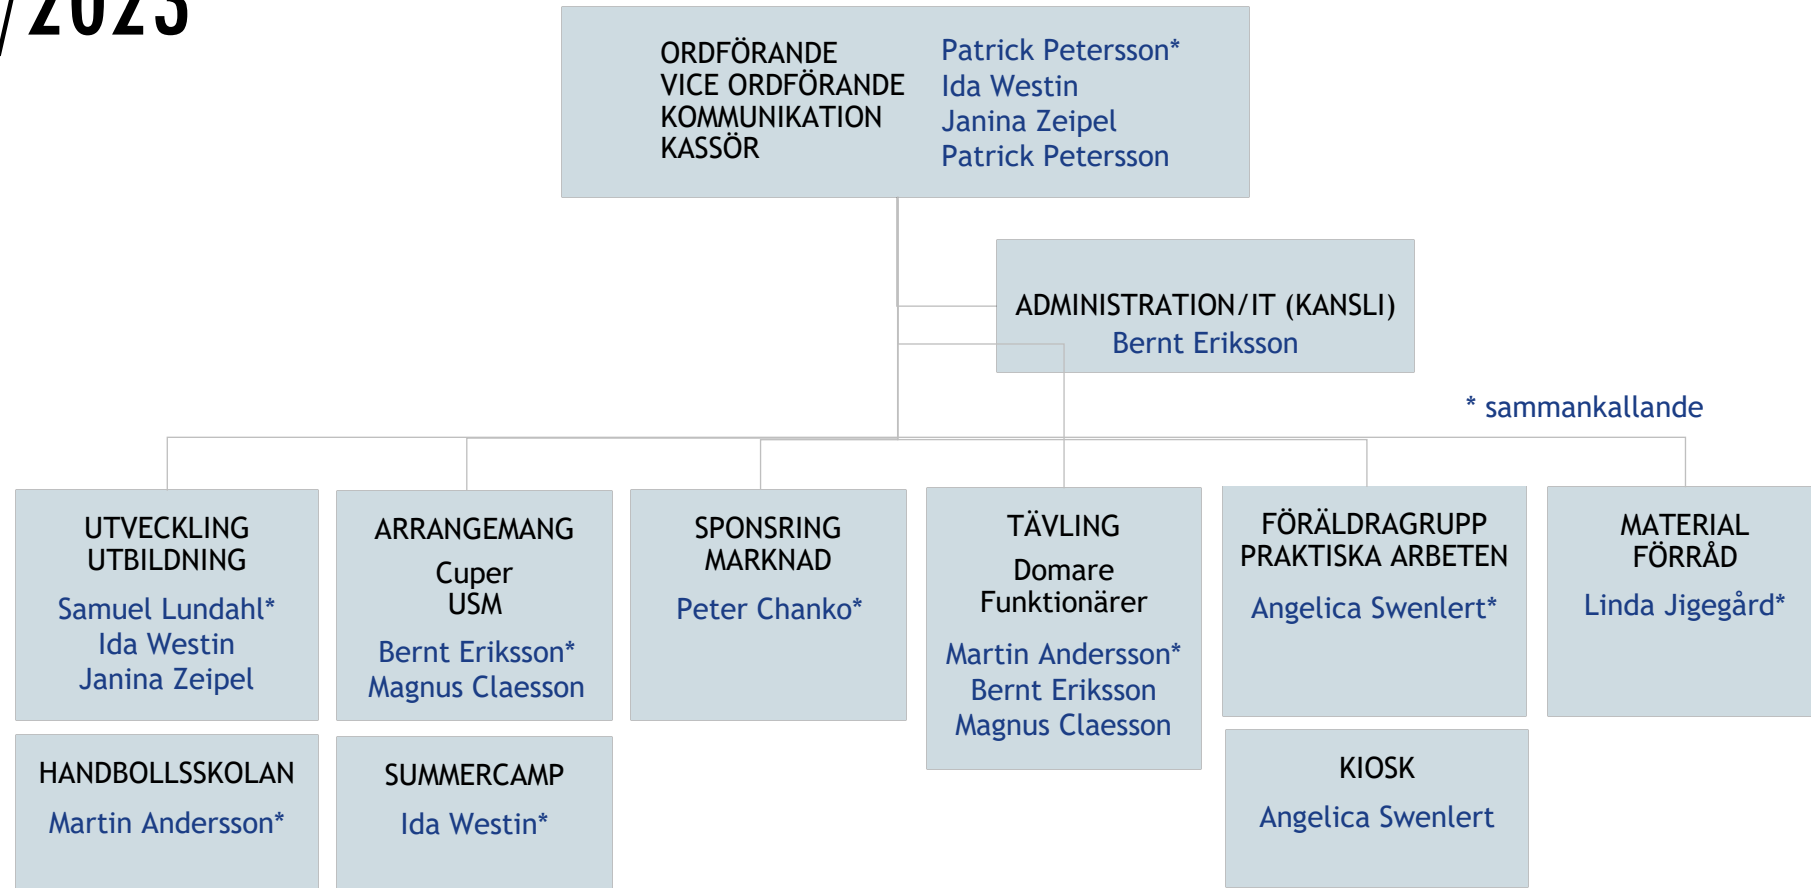 /2023
ORDFÖRANDE
VICE ORDFÖRANDE
KOMMUNIKATION
KASSÖR
Patrick Petersson*
Ida Westin
Janina Zeipel
Patrick Petersson
ADMINISTRATION/IT (KANSLI)
Bernt Eriksson
* sammankallande
UTVECKLING
UTBILDNING
Samuel Lundahl*
Ida Westin
Janina Zeipel
ARRANGEMANG
Cuper
USM
Bernt Eriksson*
Magnus Claesson
SPONSRING
MARKNAD
Peter Chanko*
TÄVLING
Domare
Funktionärer
Martin Andersson*
Bernt Eriksson
Magnus Claesson
FÖRÄLDRAGRUPP
PRAKTISKA ARBETEN
Angelica Swenlert*
MATERIAL
FÖRRÅD
Linda Jigegård*
HANDBOLLSSKOLAN
Martin Andersson*
SUMMERCAMP
Ida Westin*
KIOSK
Angelica Swenlert